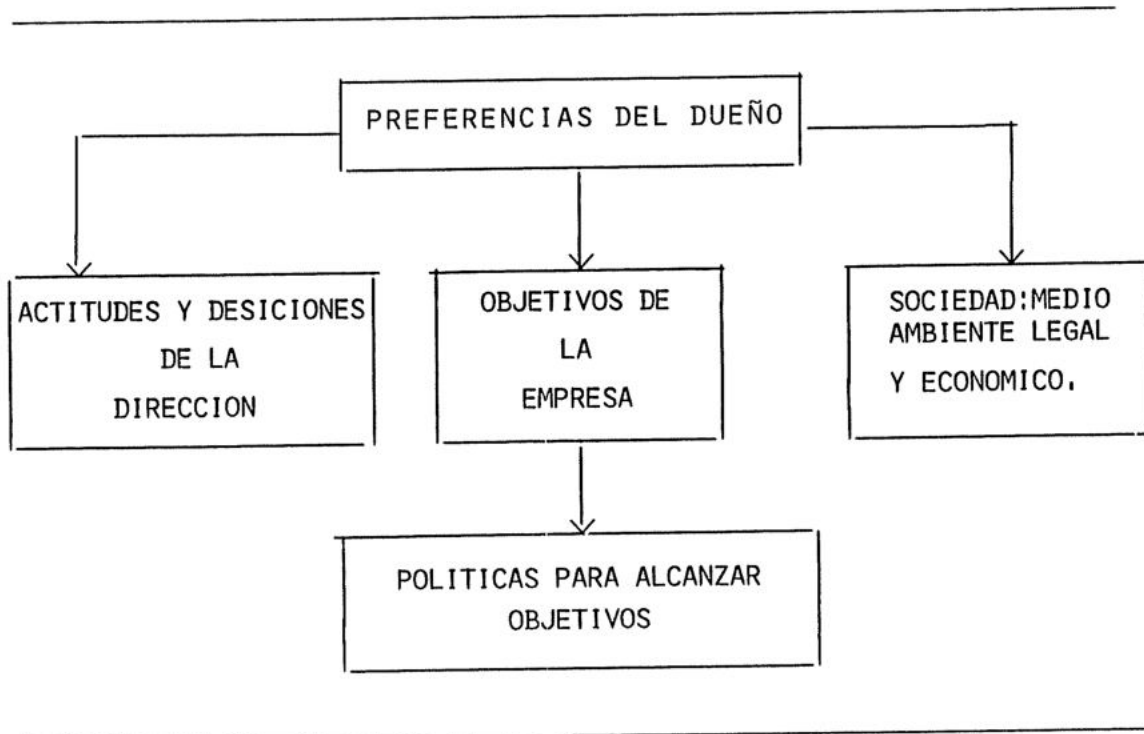 PREFERENCIAS DEL DUEÑO
ACTITUDES Y DESICIONES
DE LA
DIRECCION
OBJETIVOS DE
LA
EMPRESA
SOCIEDAD:MEDIO
AMBIENTE LEGAL
Y ECONOMICO.
POLITICAS PARA ALCANZAR
OBJETIVOS